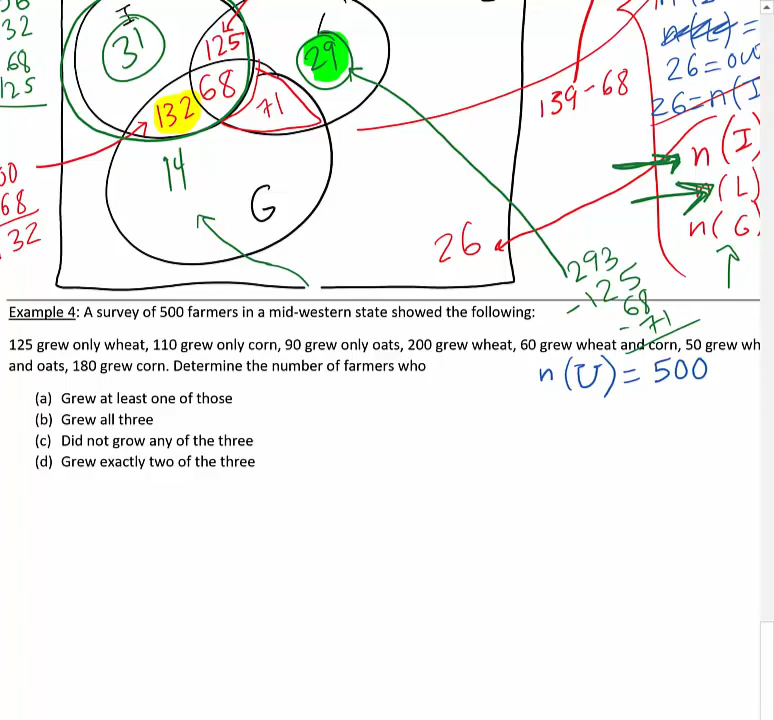 32
I
68
125
125
31
29
26 = ou
68
71
132
139-68
26=n(I
n(I)
14
(L)
68
G
n(G)
32
26
293
-125
68
-71
Example 4: A survey of 500 farmers in a mid-western state showed the following:
125 grew only wheat, 110 grew only corn, 90 grew only oats, 200 grew wheat, 60 grew wheat and corn, 50 grew wh
and oats, 180 grew corn. Determine the number of farmers who
n(U) = 500
(a) Grew at least one of those
(b) Grew all three
(c) Did not grow any of the three
(d) Grew exactly two of the three